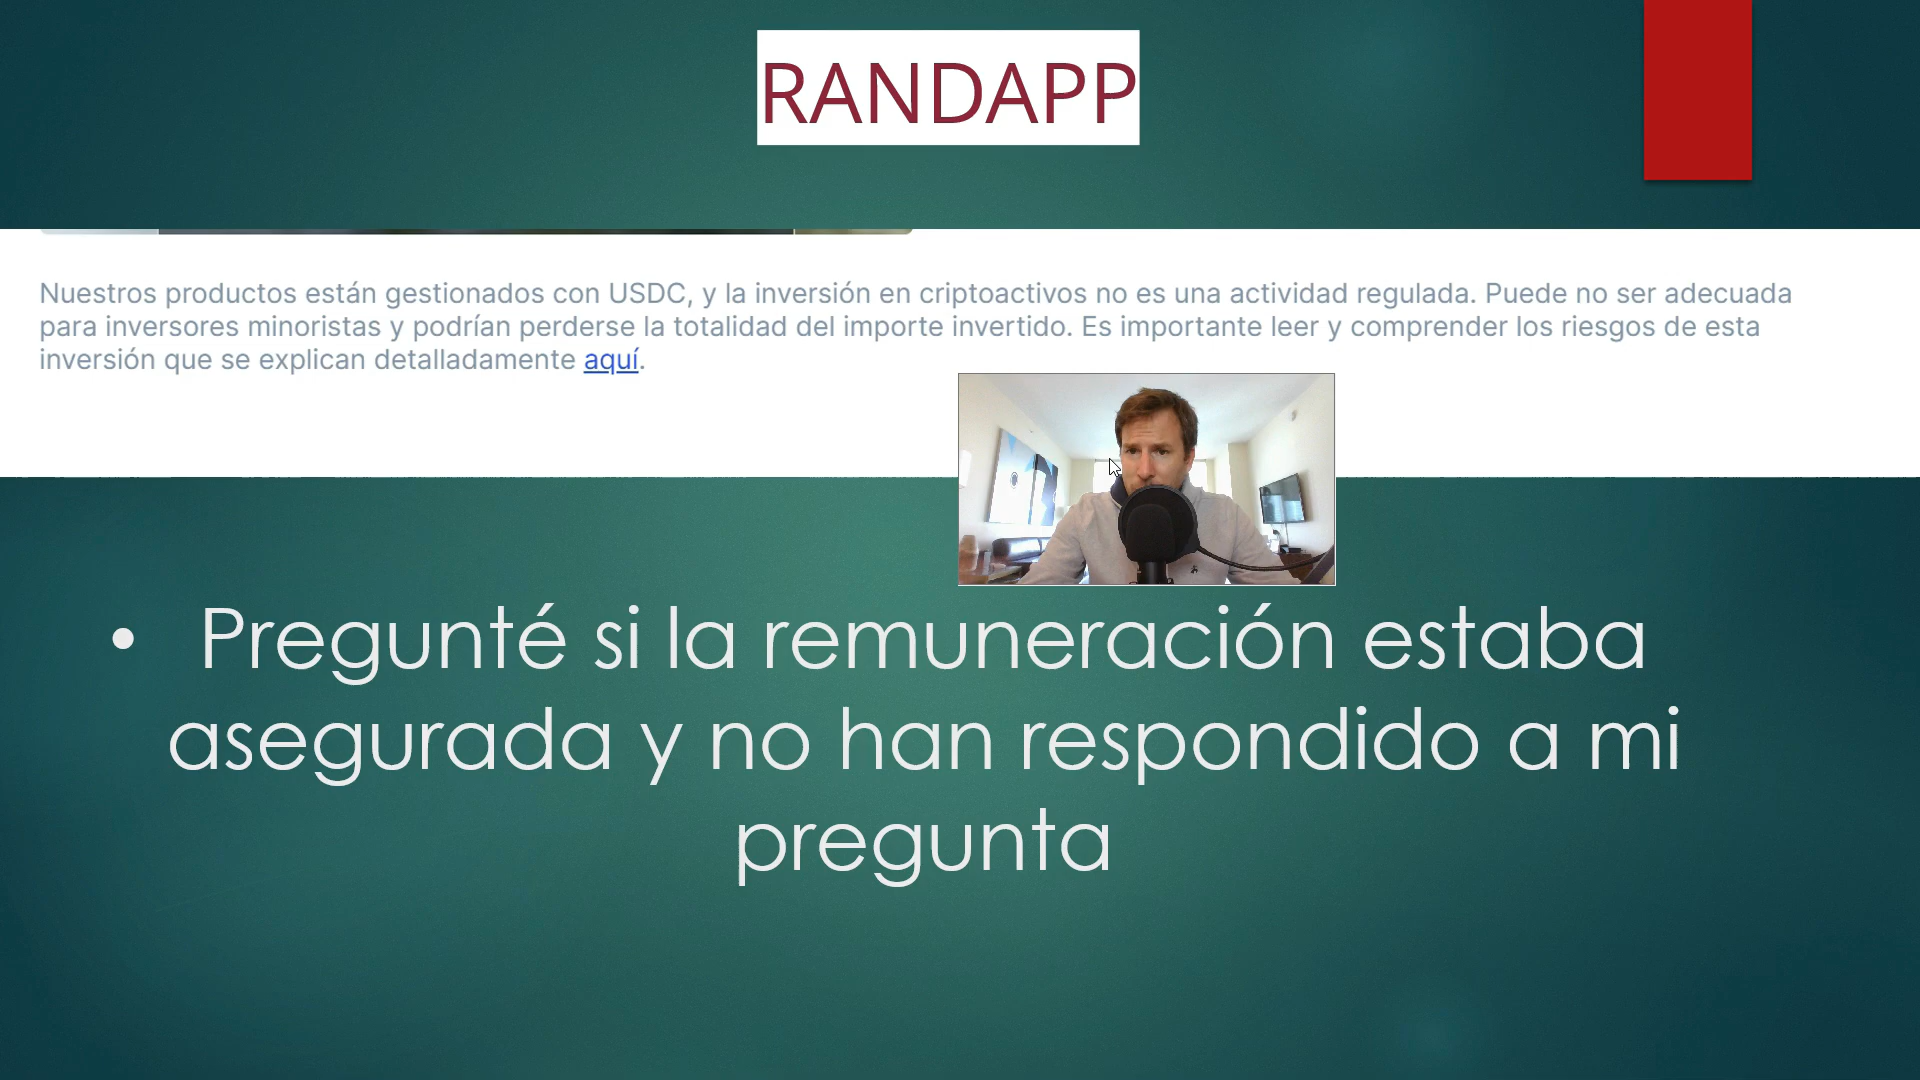 RANDAPP
Nuestros productos están gestionados con USDC, y la inversión en criptoactivos no es una actividad regulada. Puede no ser adecuada
para inversores minoristas y podrían perderse la totalidad del importe invertido. Es importante leer y comprender los riesgos de esta
inversión que se explican detalladamente aquí.
• Pregunté si la remuneración estaba
asegurada y no han respondido a mi
pregunta